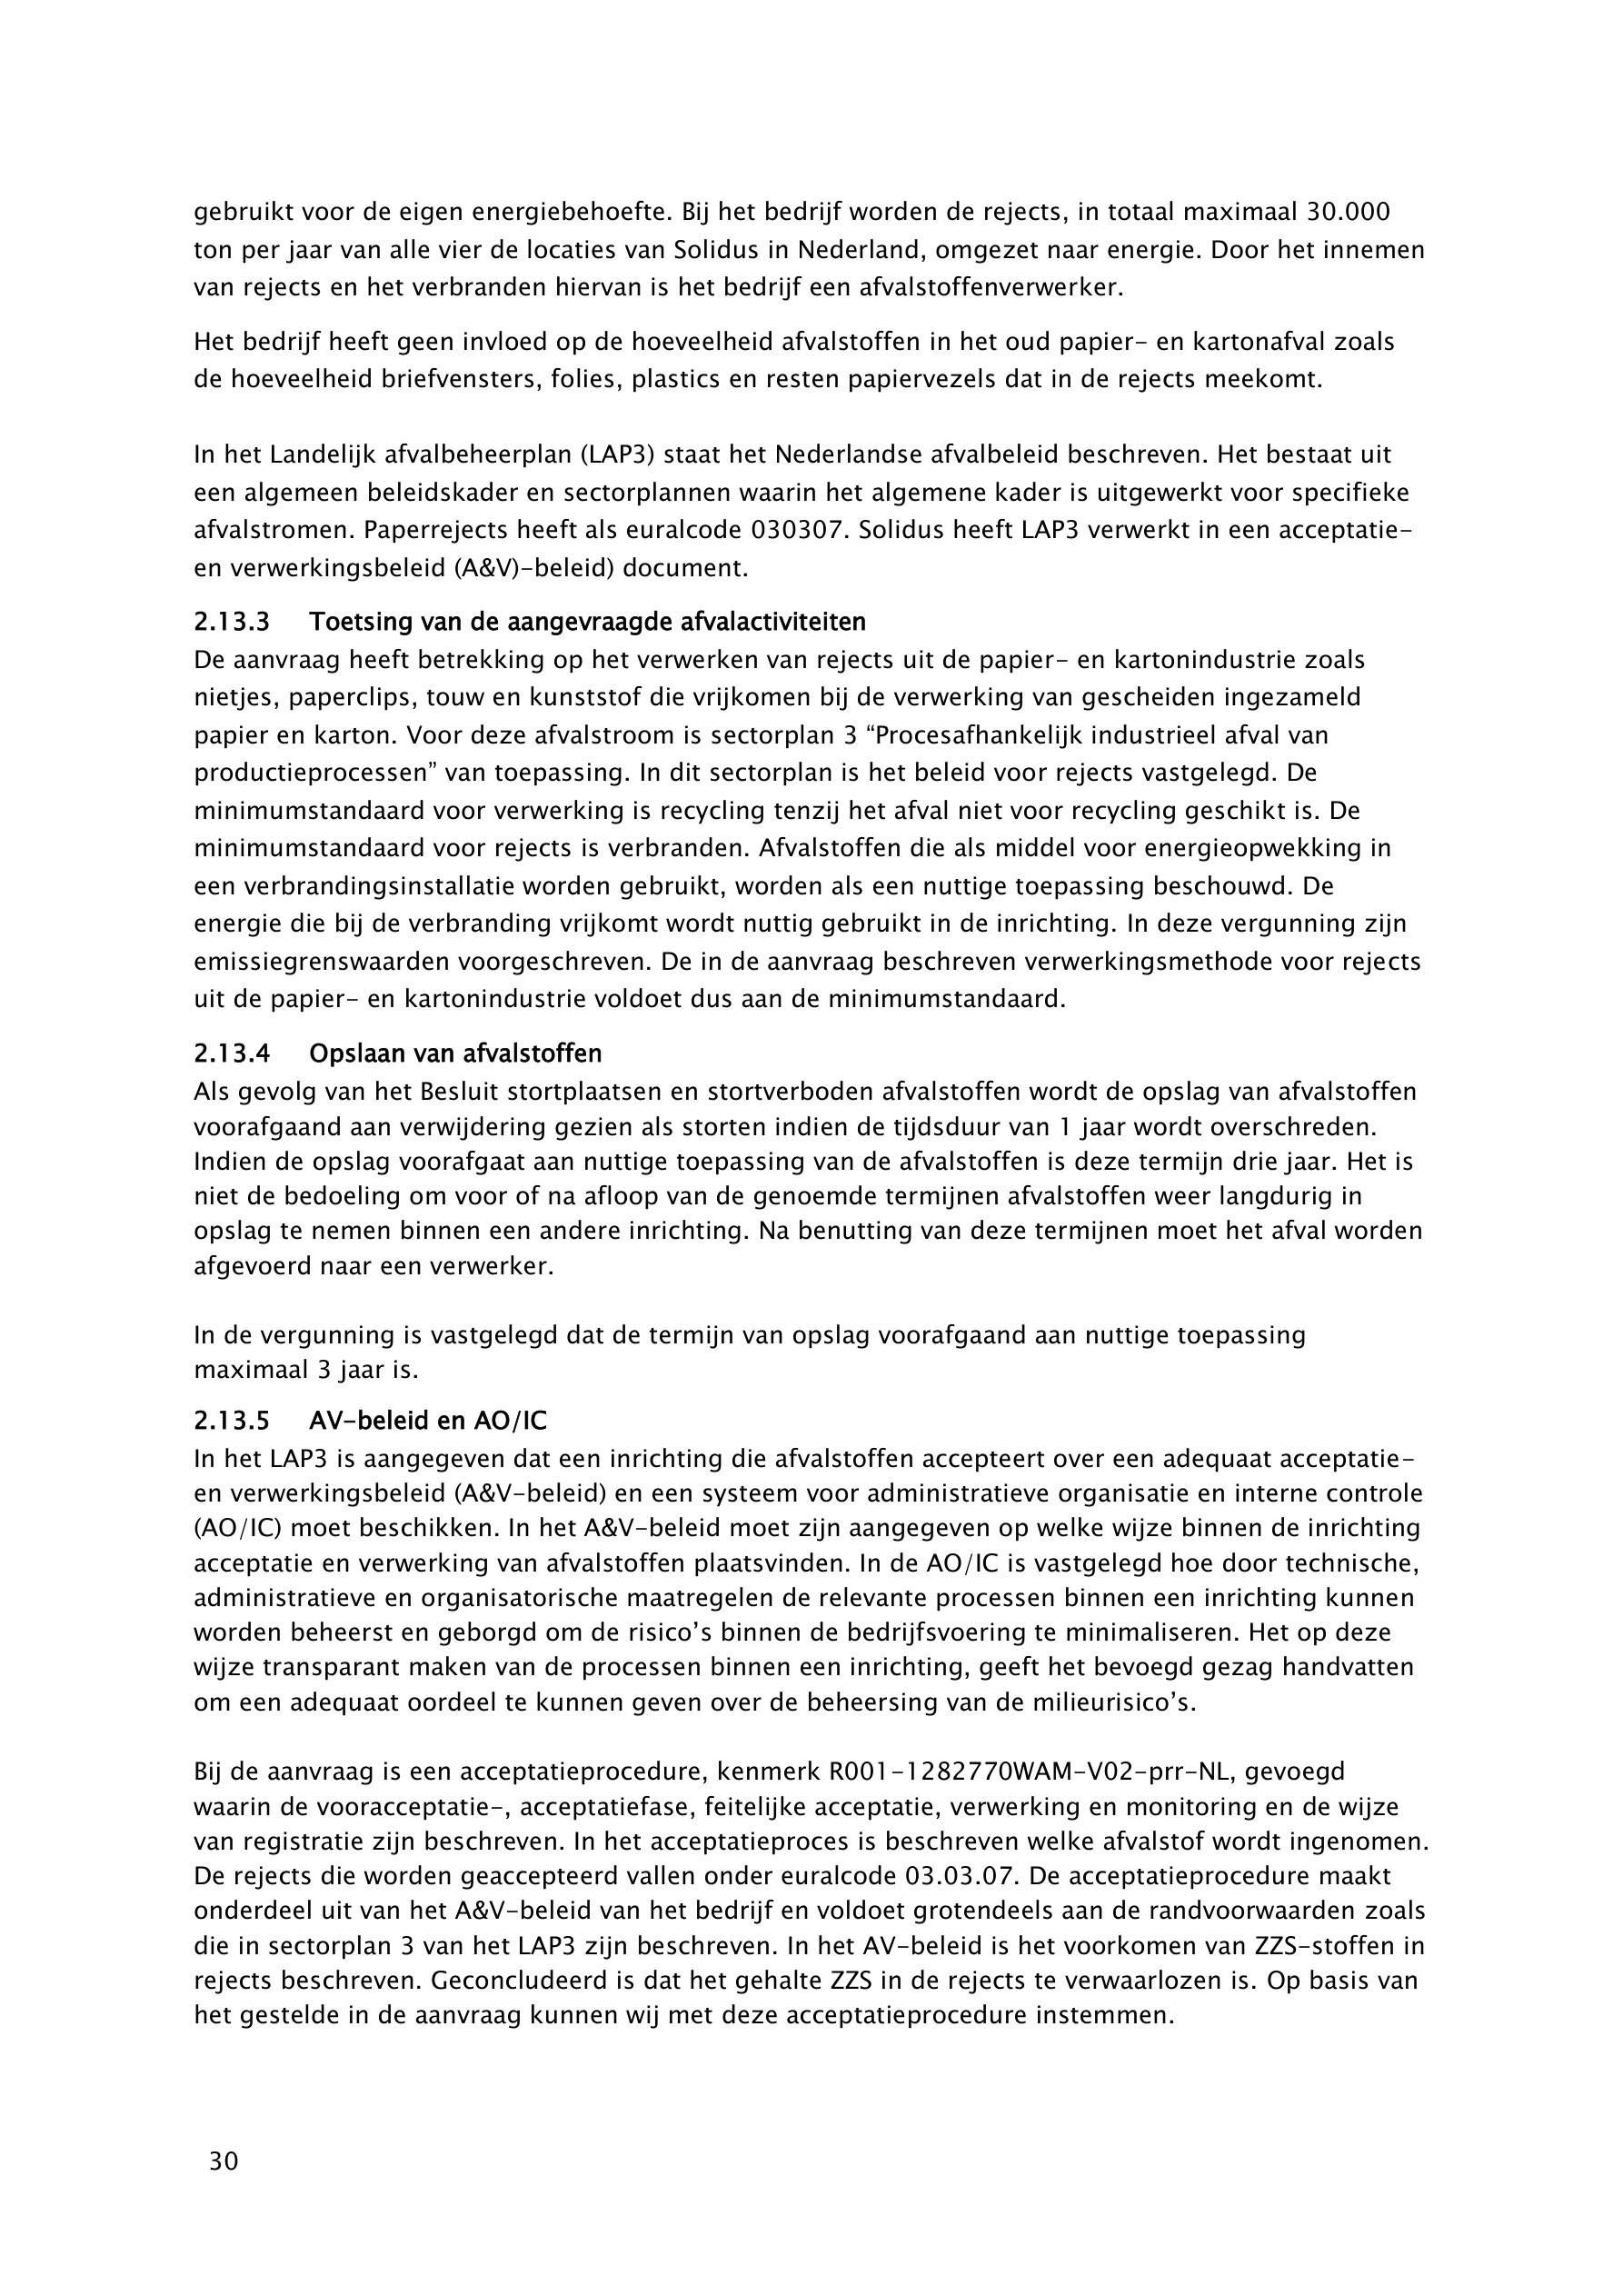 gebruikt voor de eigen energiebehoefte. Bij het bedrijf worden de rejects, in totaal maximaal 30.000
ton per jaar van alle vier de locaties van Solidus in Nederland, omgezet naar energie. Door het innemen
van rejects en het verbranden hiervan is het bedrijf een afvalstoffenverwerker.
Het bedrijf heeft geen invloed op de hoeveelheid afvalstoffen in het oud papier- en kartonafval zoals
de hoeveelheid briefvensters, folies, plastics en resten papiervezels dat in de rejects meekomt.
In het Landelijk afvalbeheerplan (LAP3) staat het Nederlandse afvalbeleid beschreven. Het bestaat uit
een algemeen beleidskader en sectorplannen waarin het algemene kader is uitgewerkt voor specifieke
afvalstromen. Paperrejects heeft als euralcode 030307. Solidus heeft LAP3 verwerkt in een acceptatie-
en verwerkingsbeleid (A&V)-beleid) document.
2.13.3 Toetsing van de aangevraagde afvalactiviteiten
De aanvraag heeft betrekking op het verwerken van rejects uit de papier- en kartonindustrie zoals
nietjes, paperclips, touw en kunststof die vrijkomen bij de verwerking van gescheiden ingezameld
papier en karton. Voor deze afvalstroom is sectorplan 3 “Procesafhankelijk industrieel afval van
productieprocessen” van toepassing. In dit sectorplan is het beleid voor rejects vastgelegd. De
minimumstandaard voor verwerking is recycling tenzij het afval niet voor recycling geschikt is. De
minimumstandaard voor rejects is verbranden. Afvalstoffen die als middel voor energieopwekking in
een verbrandingsinstallatie worden gebruikt, worden als een nuttige toepassing beschouwd. De
energie die bij de verbranding vrijkomt wordt nuttig gebruikt in de inrichting. In deze vergunning zijn
emissiegrenswaarden voorgeschreven. De in de aanvraag beschreven verwerkingsmethode voor rejects
uit de papier- en kartonindustrie voldoet dus aan de minimumstandaard.
2.13.4 Opslaan van afvalstoffen
Als gevolg van het Besluit stortplaatsen en stortverboden afvalstoffen wordt de opslag van afvalstoffen
voorafgaand aan verwijdering gezien als storten indien de tijdsduur van 1 jaar wordt overschreden.
Indien de opslag voorafgaat aan nuttige toepassing van de afvalstoffen is deze termijn drie jaar. Het is
niet de bedoeling om voor of na afloop van de genoemde termijnen afvalstoffen weer langdurig in
opslag te nemen binnen een andere inrichting. Na benutting van deze termijnen moet het afval worden
afgevoerd naar een verwerker.
In de vergunning is vastgelegd dat de termijn van opslag voorafgaand aan nuttige toepassing
maximaal 3 jaar is.
2.13.5 AV-beleid en AO/IC
In het LAP3 is aangegeven dat een inrichting die afvalstoffen accepteert over een adequaat acceptatie-
en verwerkingsbeleid (A&V-beleid) en een systeem voor administratieve organisatie en interne controle
(AO/IC) moet beschikken. In het A&V-beleid moet zijn aangegeven op welke wijze binnen de inrichting
acceptatie en verwerking van afvalstoffen plaatsvinden. In de AO/IC is vastgelegd hoe door technische,
administratieve en organisatorische maatregelen de relevante processen binnen een inrichting kunnen
worden beheerst en geborgd om de risico’s binnen de bedrijfsvoering te minimaliseren. Het op deze
wijze transparant maken van de processen binnen een inrichting, geeft het bevoegd gezag handvatten
om een adequaat oordeel te kunnen geven over de beheersing van de milieurisico’s.
Bij de aanvraag is een acceptatieprocedure, kenmerk R001-1282770WAM-V02-prr-NL, gevoegd
waarin de vooracceptatie-, acceptatiefase, feitelijke acceptatie, verwerking en monitoring en de wijze
van registratie zijn beschreven. In het acceptatieproces is beschreven welke afvalstof wordt ingenomen.
De rejects die worden geaccepteerd vallen onder euralcode 03.03.07. De acceptatieprocedure maakt
onderdeel uit van het A&V-beleid van het bedrijf en voldoet grotendeels aan de randvoorwaarden zoals
die in sectorplan 3 van het LAP3 zijn beschreven. In het AV-beleid is het voorkomen van ZZS-stoffen in
rejects beschreven. Geconcludeerd is dat het gehalte ZZS in de rejects te verwaarlozen is. Op basis van
het gestelde in de aanvraag kunnen wij met deze acceptatieprocedure instemmen.
30